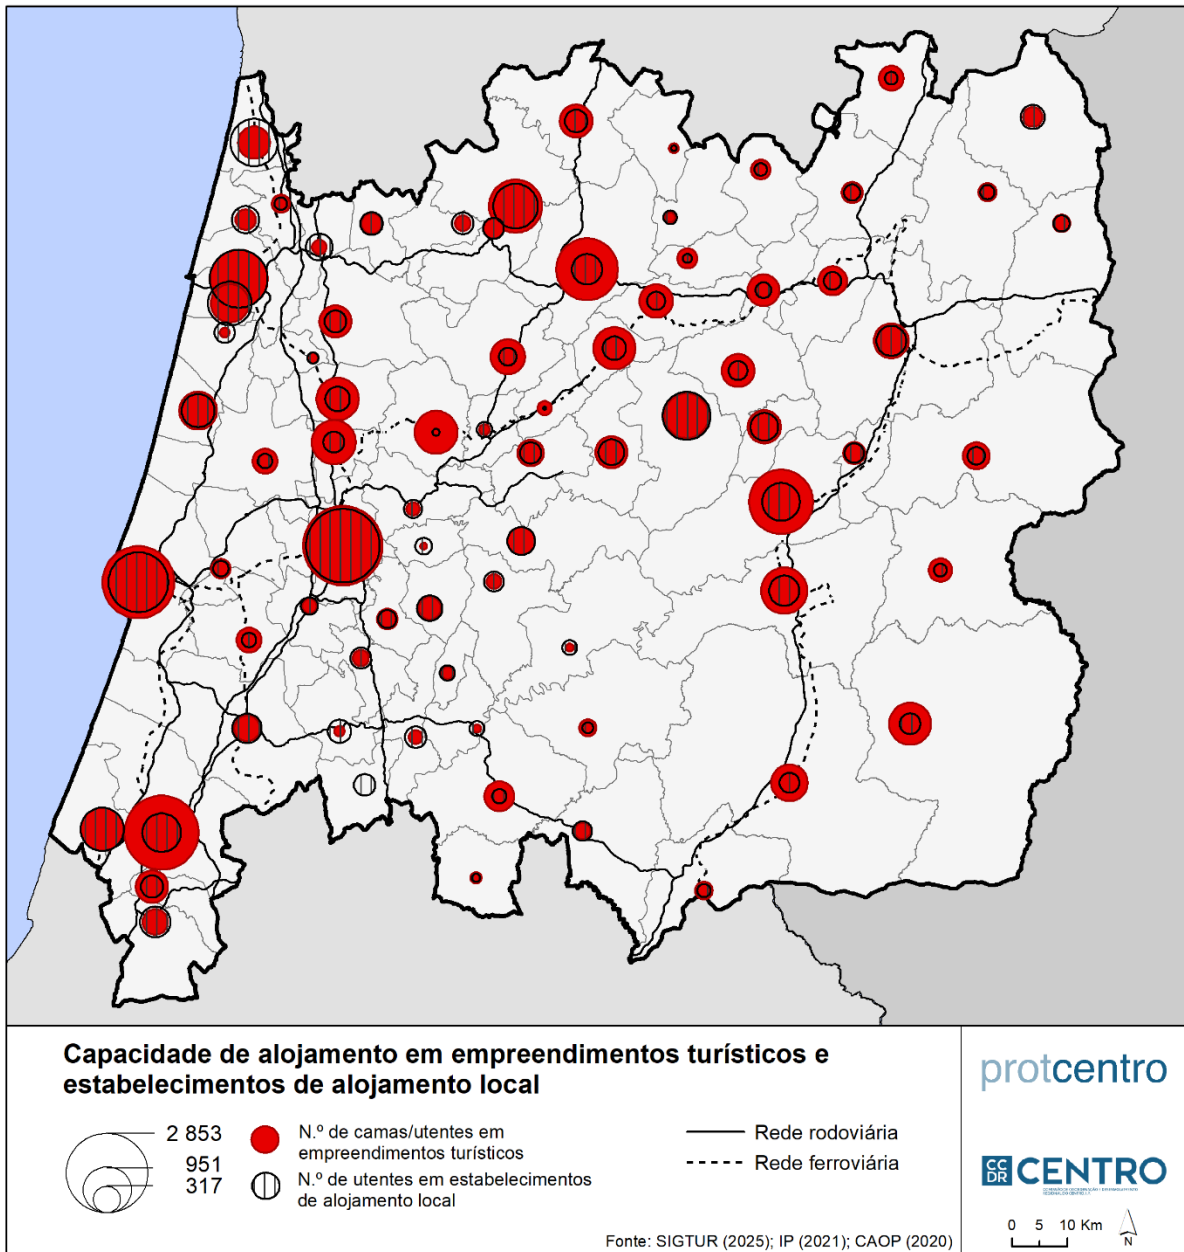 Capacidade de alojamento em empreendimentos turísticos e
estabelecimentos de alojamento local
2 853
951
317
N.º de camas/utentes em
empreendimentos turísticos
N.º de utentes em estabelecimentos
de alojamento local
Rede rodoviária
Rede ferroviária
Fonte: SIGTUR (2025); IP (2021); CAOP (2020)
protcentro
CC
DR CENTRO
0 5 10 Km
N